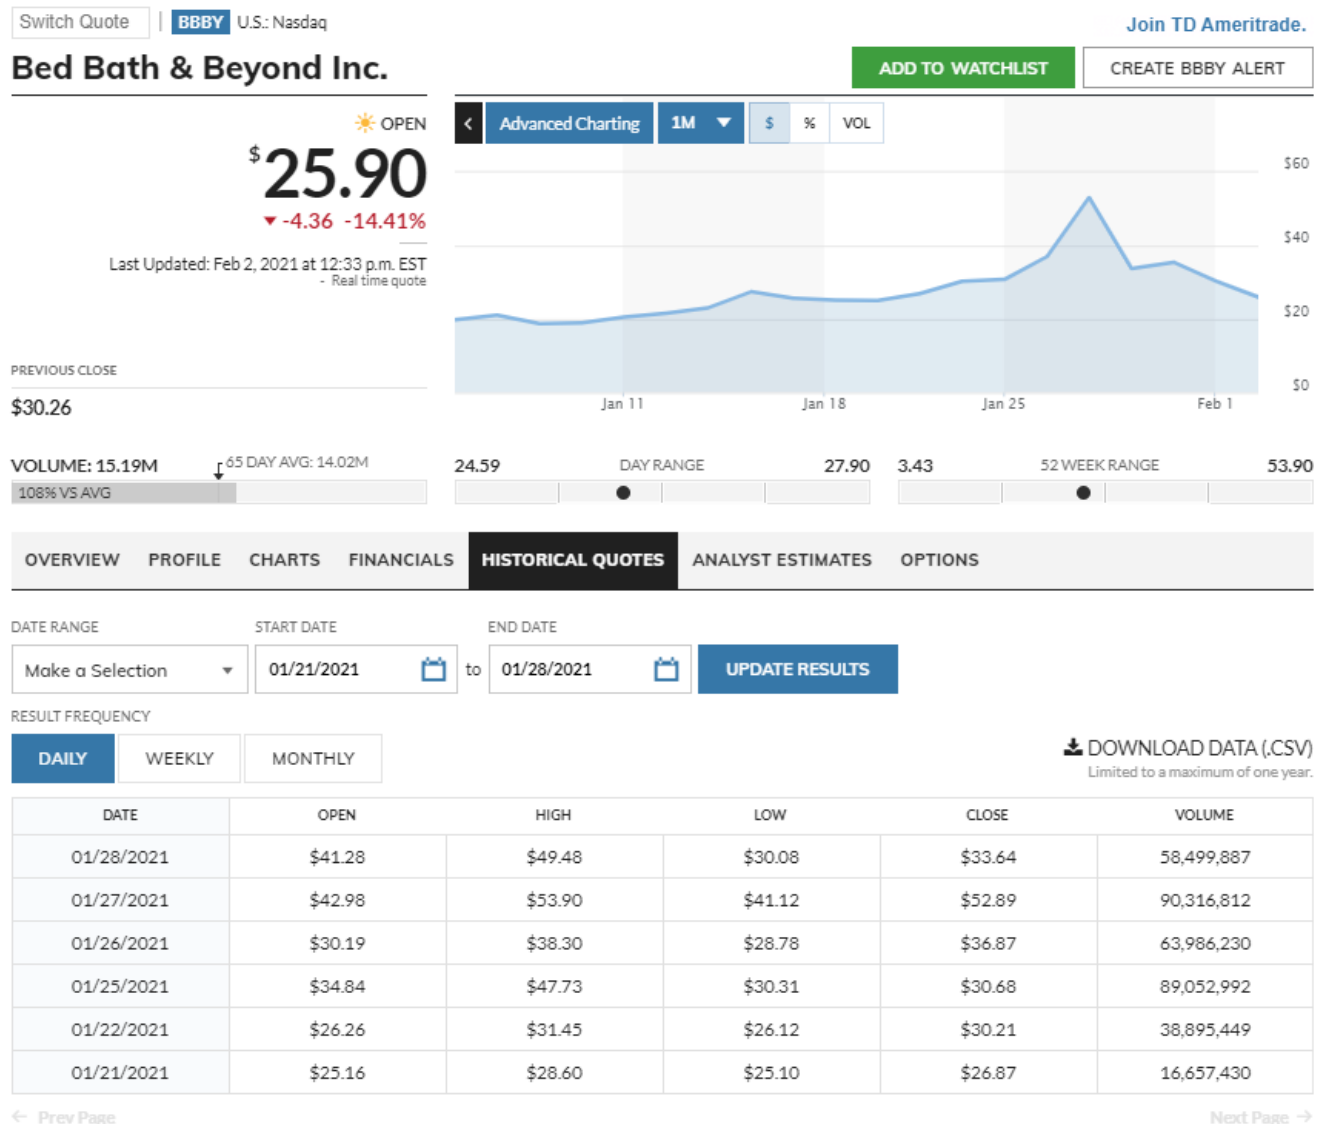 Switch Quote | BBBY U.S.: Nasdaq
Join TD Ameritrade.
Bed Bath & Beyond Inc.
ADD TO WATCHLIST
CREATE BBBY ALERT
OPEN
$25.90
-4.36 -14.41%
Last Updated: Feb 2, 2021 at 12:33 p.m. EST
- Real time quote
PREVIOUS CLOSE
$30.26
< Advanced Charting 1M $ % VOL
$60
$40
$20
$0
Jan 11 Jan 18 Jan 25 Feb 1
VOLUME: 15.19M 65 DAY AVG: 14.02M
108% VS AVG
24.59 DAY RANGE 27.90
3.43 52 WEEK RANGE 53.90
OVERVIEW PROFILE CHARTS FINANCIALS HISTORICAL QUOTES ANALYST ESTIMATES OPTIONS
DATE RANGE START DATE END DATE
Make a Selection 01/21/2021 to 01/28/2021 UPDATE RESULTS
RESULT FREQUENCY
DAILY WEEKLY MONTHLY
DOWNLOAD DATA (.CSV)
Limited to a maximum of one year.
DATE OPEN HIGH LOW CLOSE VOLUME
01/28/2021 $41.28 $49.48 $30.08 $33.64 58,499,887
01/27/2021 $42.98 $53.90 $41.12 $52.89 90,316,812
01/26/2021 $30.19 $38.30 $28.78 $36.87 63,986,230
01/25/2021 $34.84 $47.73 $30.31 $30.68 89,052,992
01/22/2021 $26.26 $31.45 $26.12 $30.21 38,895,449
01/21/2021 $25.16 $28.60 $25.10 $26.87 16,657,430
← Prev Page Next Page →